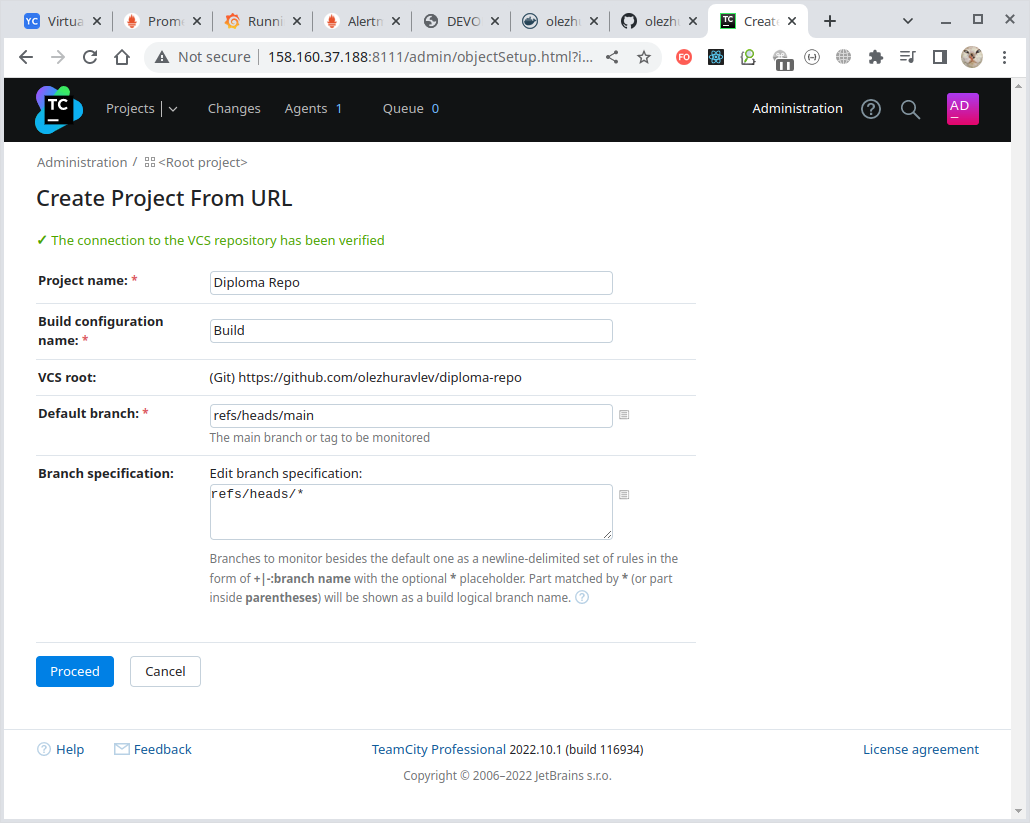 YC Virtua Prome Runni Alertm DEVO olezhu olezhu TC Create
Not secure 158.160.37.188:8111/admin/objectSetup.html?i... FO
TC Projects Changes Agents 1 Queue 0 Administration AD
Administration / <Root project>
Create Project From URL
✓ The connection to the VCS repository has been verified
Project name: * Diploma Repo
Build configuration
name: * Build
VCS root: (Git) https://github.com/olezhuravlev/diploma-repo
Default branch: * refs/heads/main
The main branch or tag to be monitored
Branch specification: Edit branch specification:
refs/heads/*
Branches to monitor besides the default one as a newline-delimited set of rules in the
form of +|-:branch name with the optional * placeholder. Part matched by * (or part
inside parentheses) will be shown as a build logical branch name. ?
Proceed Cancel
? Help Feedback TeamCity Professional 2022.10.1 (build 116934) License agreement
Copyright © 2006–2022 JetBrains s.r.o.